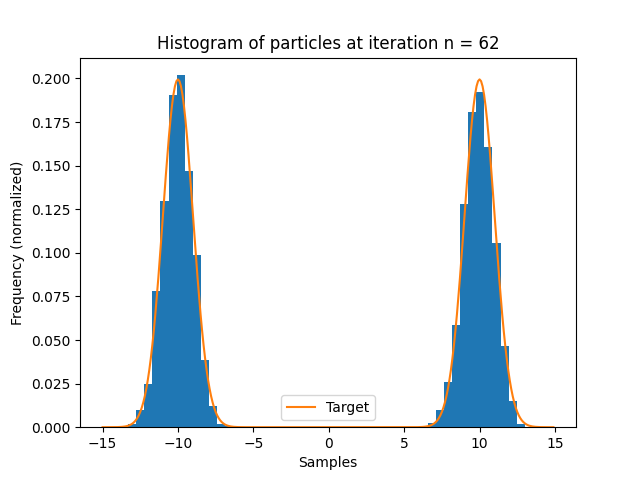 Histogram of particles at iteration n = 62
Frequency (normalized)
0.200
0.175
0.150
0.125
0.100
0.075
0.050
0.025
0.000
Target
−15 −10 −5 0 5 10 15
Samples